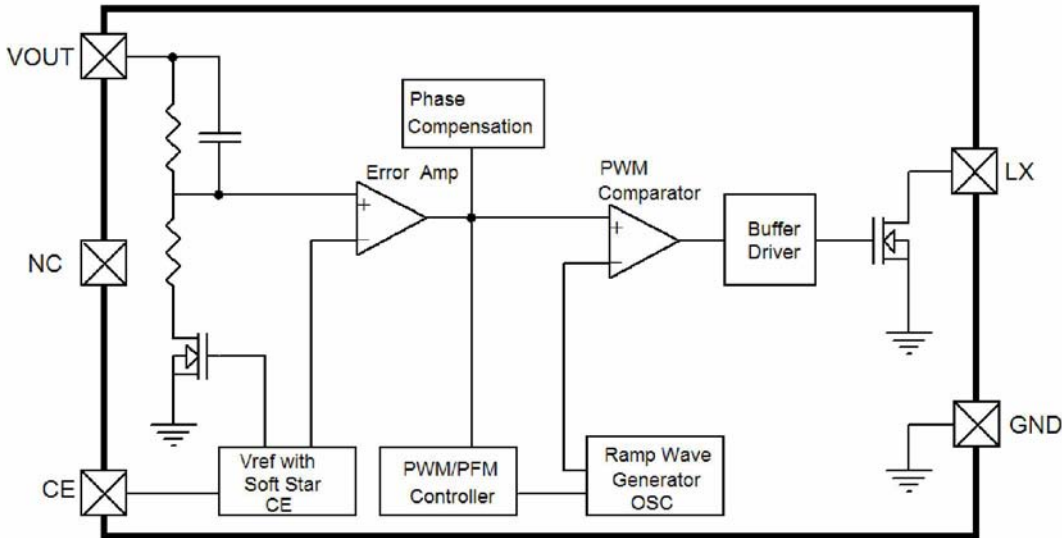 VOUT
Phase
Compensation
Error Amp
PWM
Comparator
LX
+
−
+
−
Buffer
Driver
NC
GND
CE
Vref with
Soft Star
CE
PWM/PFM
Controller
Ramp Wave
Generator
OSC